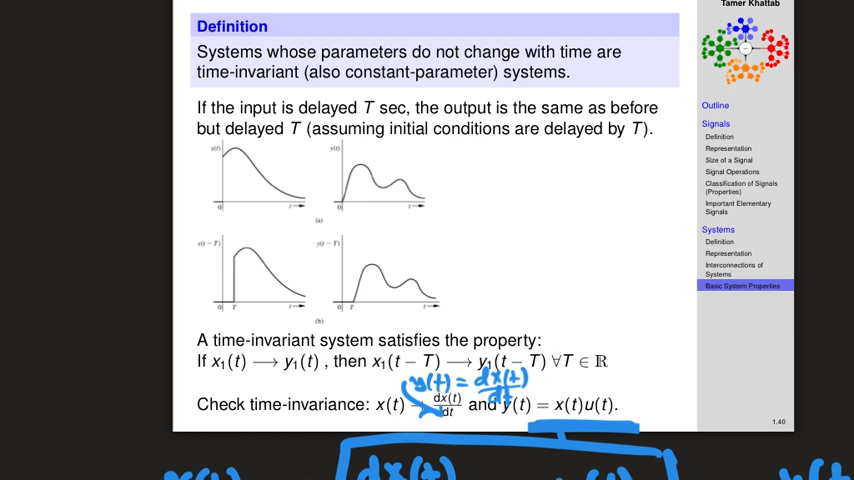 Tamer Khattab
Definition
Systems whose parameters do not change with time are
time-invariant (also constant-parameter) systems.
If the input is delayed T sec, the output is the same as before
but delayed T (assuming initial conditions are delayed by T).
x(t)
0
t
y(t)
0
t
(a)
x(t − T)
0 T
t
y(t − T)
0 T
t
(b)
A time-invariant system satisfies the property:
If x₁(t) ⟶ y₁(t) , then x₁(t − T) ⟶ y₁(t − T) ∀T ∈ ℝ
y(t) = dx(t)/dt
Check time-invariance: x(t) → dx(t)/dt and y(t) = x(t)u(t).
1.40
dx(t)
Outline
Signals
Definition
Representation
Size of a Signal
Signal Operations
Classification of Signals
(Properties)
Important Elementary
Signals
Systems
Definition
Representation
Interconnections of
Systems
Basic System Properties